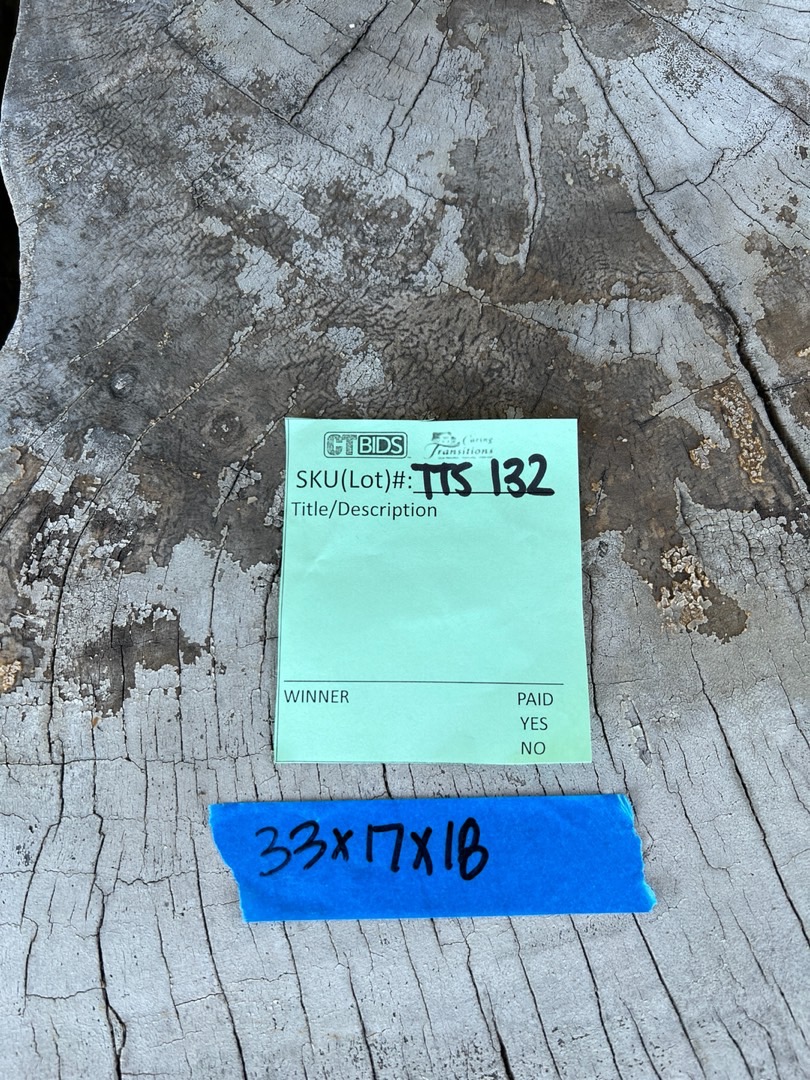 CTBIDS
Caring
Transitions
SKU(Lot)#: TTS 132
Title/Description
WINNER PAID
YES
NO
33x17x18